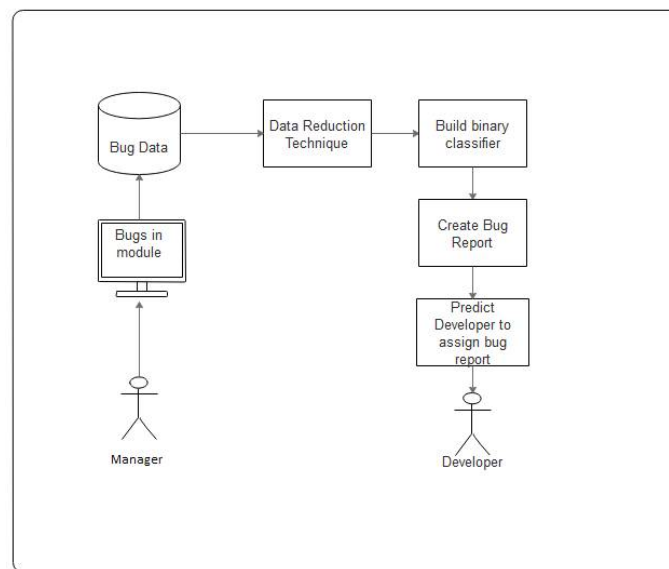 Bug Data
Data Reduction
Technique
Build binary
classifier
Bugs in
module
Create Bug
Report
Predict
Developer to
assign bug
report
Manager
Developer